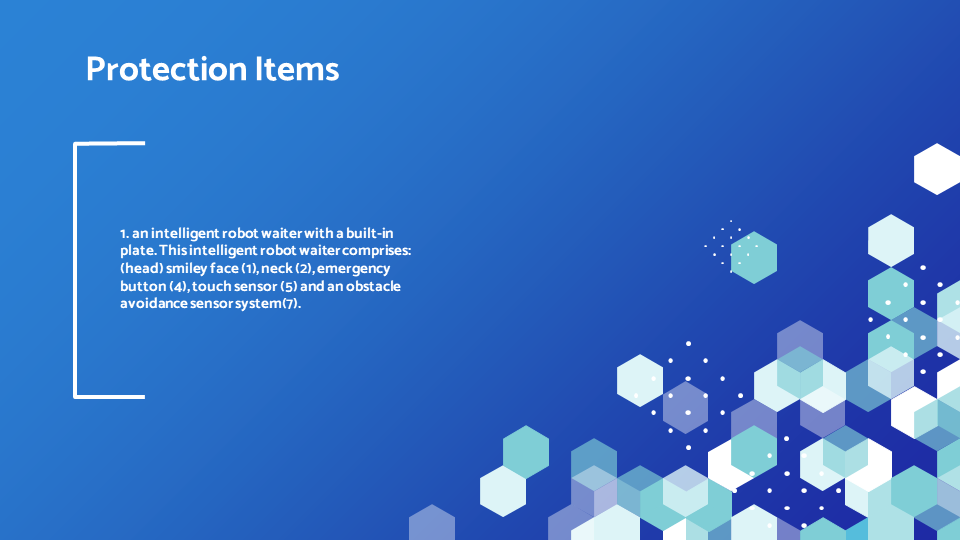 Protection Items
1. an intelligent robot waiter with a built-in
plate. This intelligent robot waiter comprises:
(head) smiley face (1), neck (2), emergency
button (4), touch sensor (5) and an obstacle
avoidance sensor system(7).